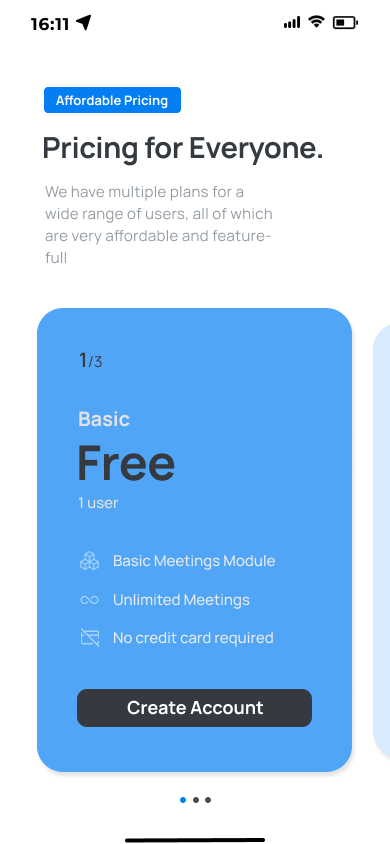 16:11
Affordable Pricing
Pricing for Everyone.
We have multiple plans for a
wide range of users, all of which
are very affordable and feature-
full
1/3
Basic
Free
1 user
Basic Meetings Module
Unlimited Meetings
No credit card required
Create Account